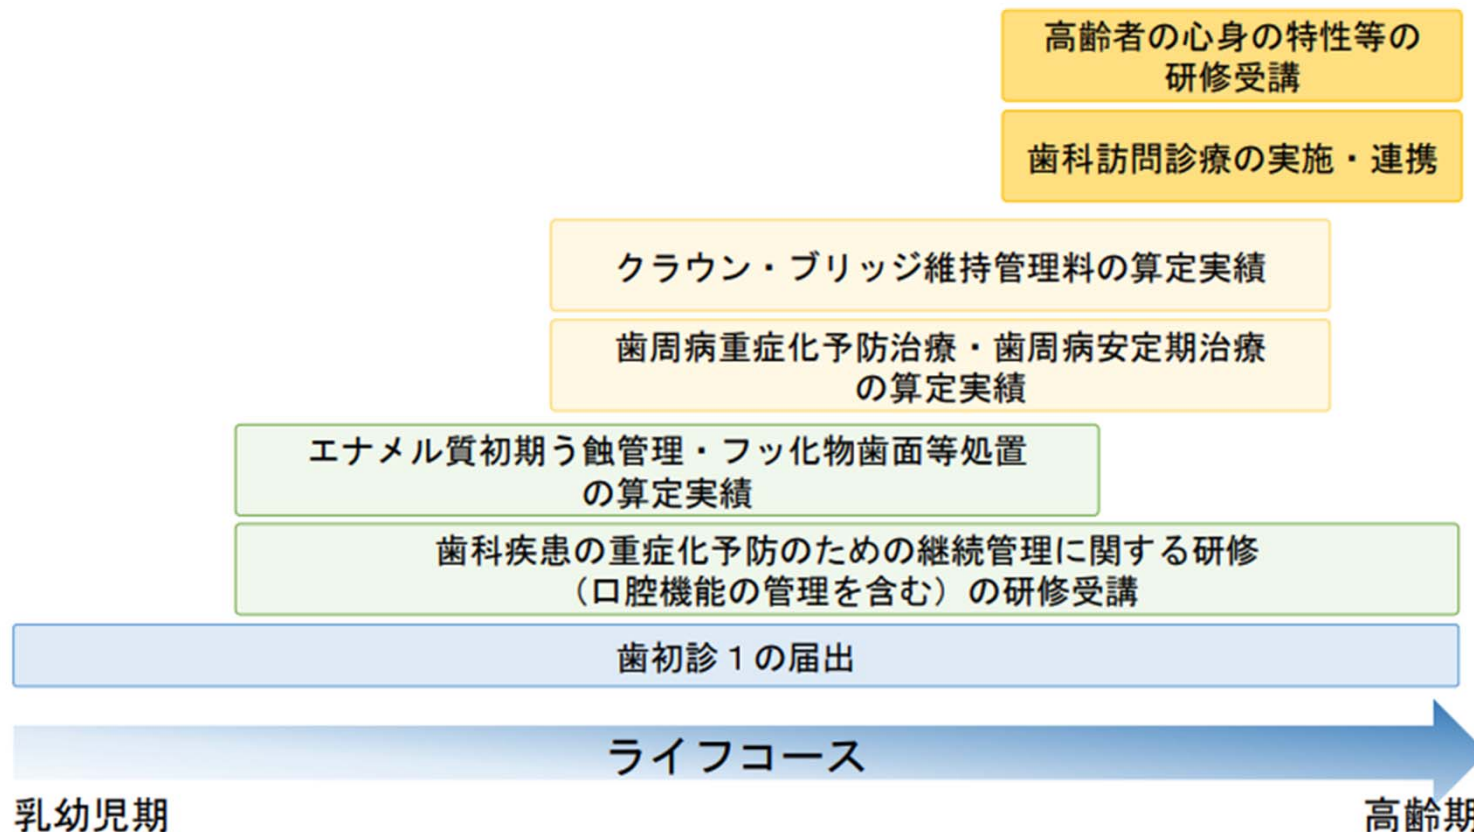 高齢者の心身の特性等の
研修受講
歯科訪問診療の実施・連携
クラウン・ブリッジ維持管理料の算定実績
歯周病重症化予防治療・歯周病安定期治療
の算定実績
エナメル質初期う蝕管理・フッ化物歯面等処置
の算定実績
歯科疾患の重症化予防のための継続管理に関する研修
（口腔機能の管理を含む）の研修受講
歯初診１の届出
ライフコース
乳幼児期
高齢期